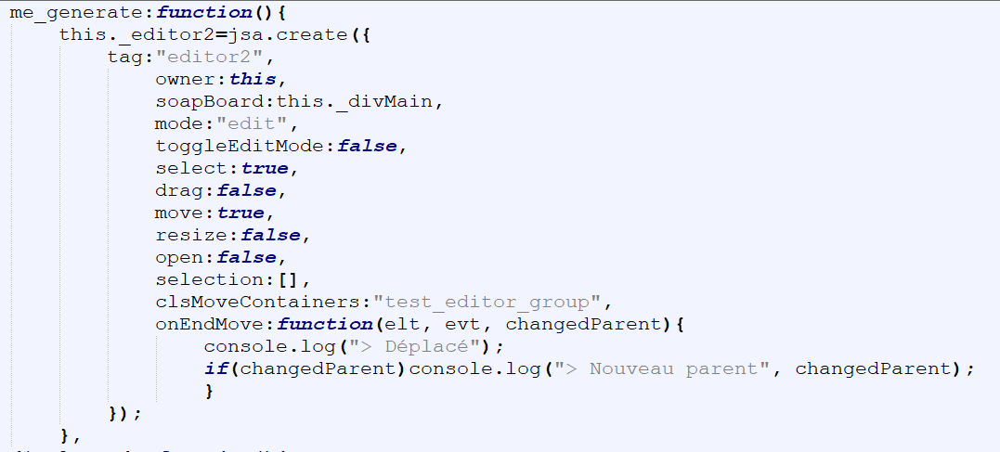 me_generate:function(){
this._editor2=jsa.create({
tag:"editor2",
owner:this,
soapBoard:this._divMain,
mode:"edit",
toggleEditMode:false,
select:true,
drag:false,
move:true,
resize:false,
open:false,
selection:[],
clsMoveContainers:"test_editor_group",
onEndMove:function(elt, evt, changedParent){
console.log("> Déplacé");
if(changedParent)console.log("> Nouveau parent", changedParent);
}
});
},